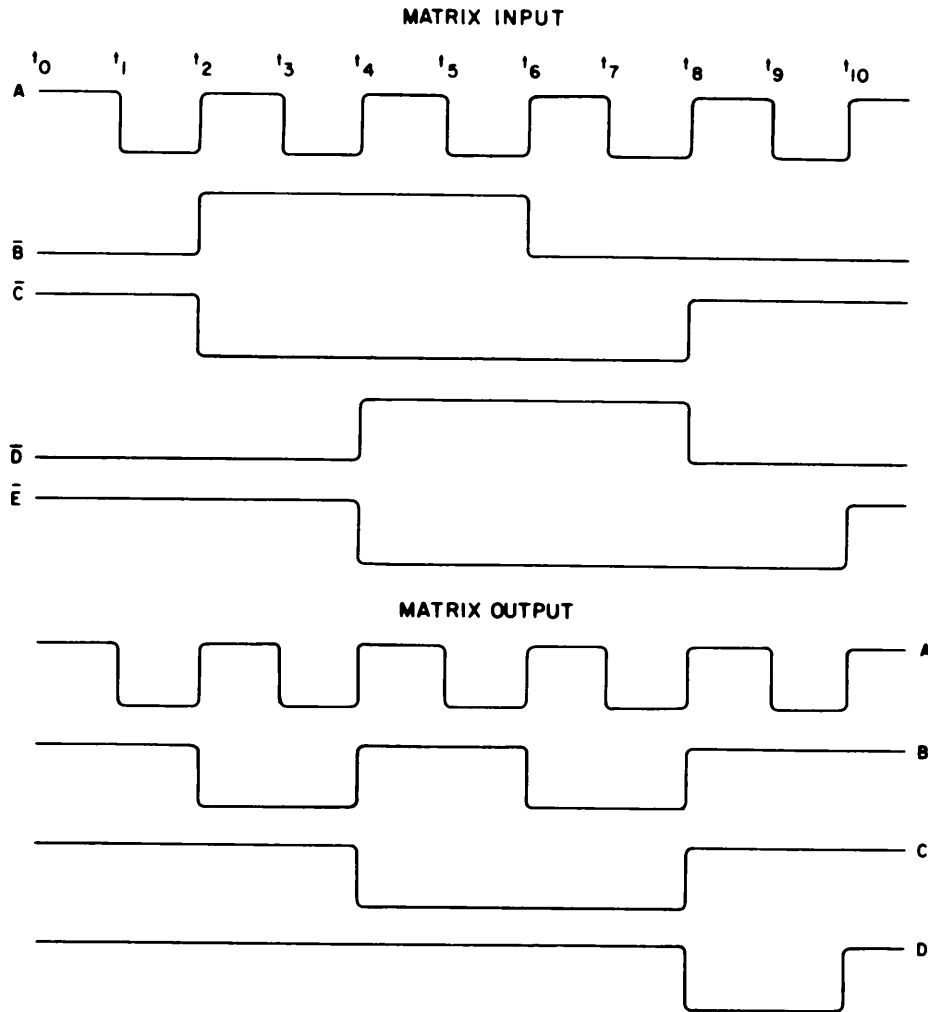 MATRIX INPUT
t0 t1 t2 t3 t4 t5 t6 t7 t8 t9 t10
A
B̅
C̅
D̅
E̅
MATRIX OUTPUT
A
B
C
D